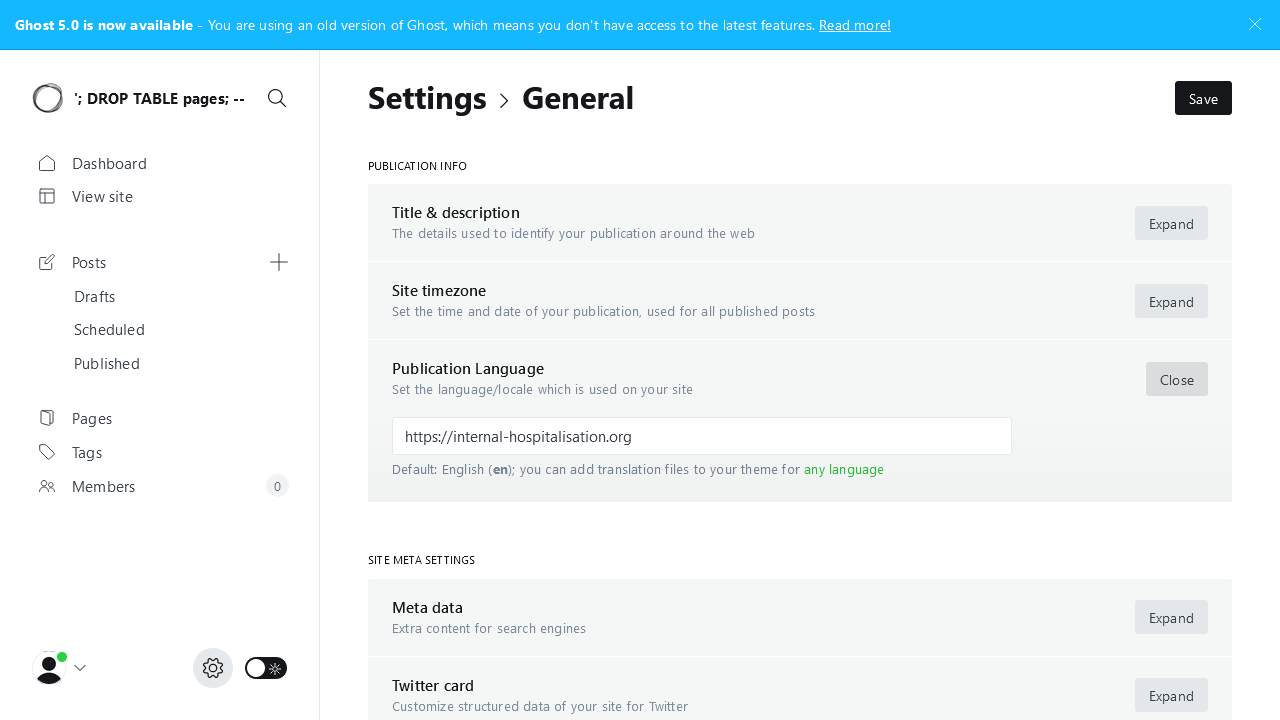 Ghost 5.0 is now available - You are using an old version of Ghost, which means you don't have access to the latest features. Read more!
'; DROP TABLE pages; --
Dashboard
View site
Posts
Drafts
Scheduled
Published
Pages
Tags
Members
0
Settings > General
Save
PUBLICATION INFO
Title & description
The details used to identify your publication around the web
Expand
Site timezone
Set the time and date of your publication, used for all published posts
Expand
Publication Language
Set the language/locale which is used on your site
Close
https://internal-hospitalisation.org
Default: English (en); you can add translation files to your theme for any language
SITE META SETTINGS
Meta data
Extra content for search engines
Expand
Twitter card
Customize structured data of your site for Twitter
Expand